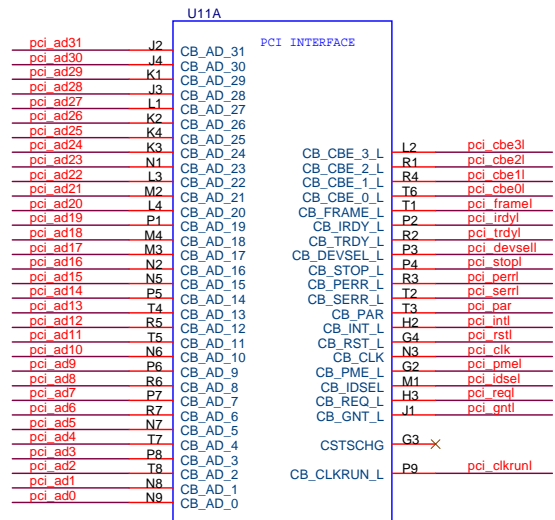 U11A
PCI INTERFACE
pci_ad31 J2 CB_AD_31
pci_ad30 J4 CB_AD_30
pci_ad29 K1 CB_AD_29
pci_ad28 J3 CB_AD_28
pci_ad27 L1 CB_AD_27
pci_ad26 K2 CB_AD_26
pci_ad25 K4 CB_AD_25
pci_ad24 K3 CB_AD_24
pci_ad23 N1 CB_AD_23
pci_ad22 L3 CB_AD_22
pci_ad21 M2 CB_AD_21
pci_ad20 L4 CB_AD_20
pci_ad19 P1 CB_AD_19
pci_ad18 M4 CB_AD_18
pci_ad17 M3 CB_AD_17
pci_ad16 N2 CB_AD_16
pci_ad15 N5 CB_AD_15
pci_ad14 P5 CB_AD_14
pci_ad13 T4 CB_AD_13
pci_ad12 R5 CB_AD_12
pci_ad11 T5 CB_AD_11
pci_ad10 N6 CB_AD_10
pci_ad9 P6 CB_AD_9
pci_ad8 R6 CB_AD_8
pci_ad7 P7 CB_AD_7
pci_ad6 R7 CB_AD_6
pci_ad5 N7 CB_AD_5
pci_ad4 T7 CB_AD_4
pci_ad3 P8 CB_AD_3
pci_ad2 T8 CB_AD_2
pci_ad1 N8 CB_AD_1
pci_ad0 N9 CB_AD_0
CB_CBE_3_L L2 pci_cbe3l
CB_CBE_2_L R1 pci_cbe2l
CB_CBE_1_L R4 pci_cbe1l
CB_CBE_0_L T6 pci_cbe0l
CB_FRAME_L T1 pci_framel
CB_IRDY_L P2 pci_irdyl
CB_TRDY_L R2 pci_trdyl
CB_DEVSEL_L P3 pci_devsell
CB_STOP_L P4 pci_stopl
CB_PERR_L R3 pci_perrl
CB_SERR_L T2 pci_serrl
CB_PAR T3 pci_par
CB_INT_L H2 pci_intl
CB_RST_L G4 pci_rstl
CB_CLK N3 pci_clk
CB_PME_L G2 pci_pmel
CB_IDSEL M1 pci_idsel
CB_REQ_L H3 pci_reql
CB_GNT_L J1 pci_gntl
CSTSCHG G3
CB_CLKRUN_L P9 pci_clkrunl